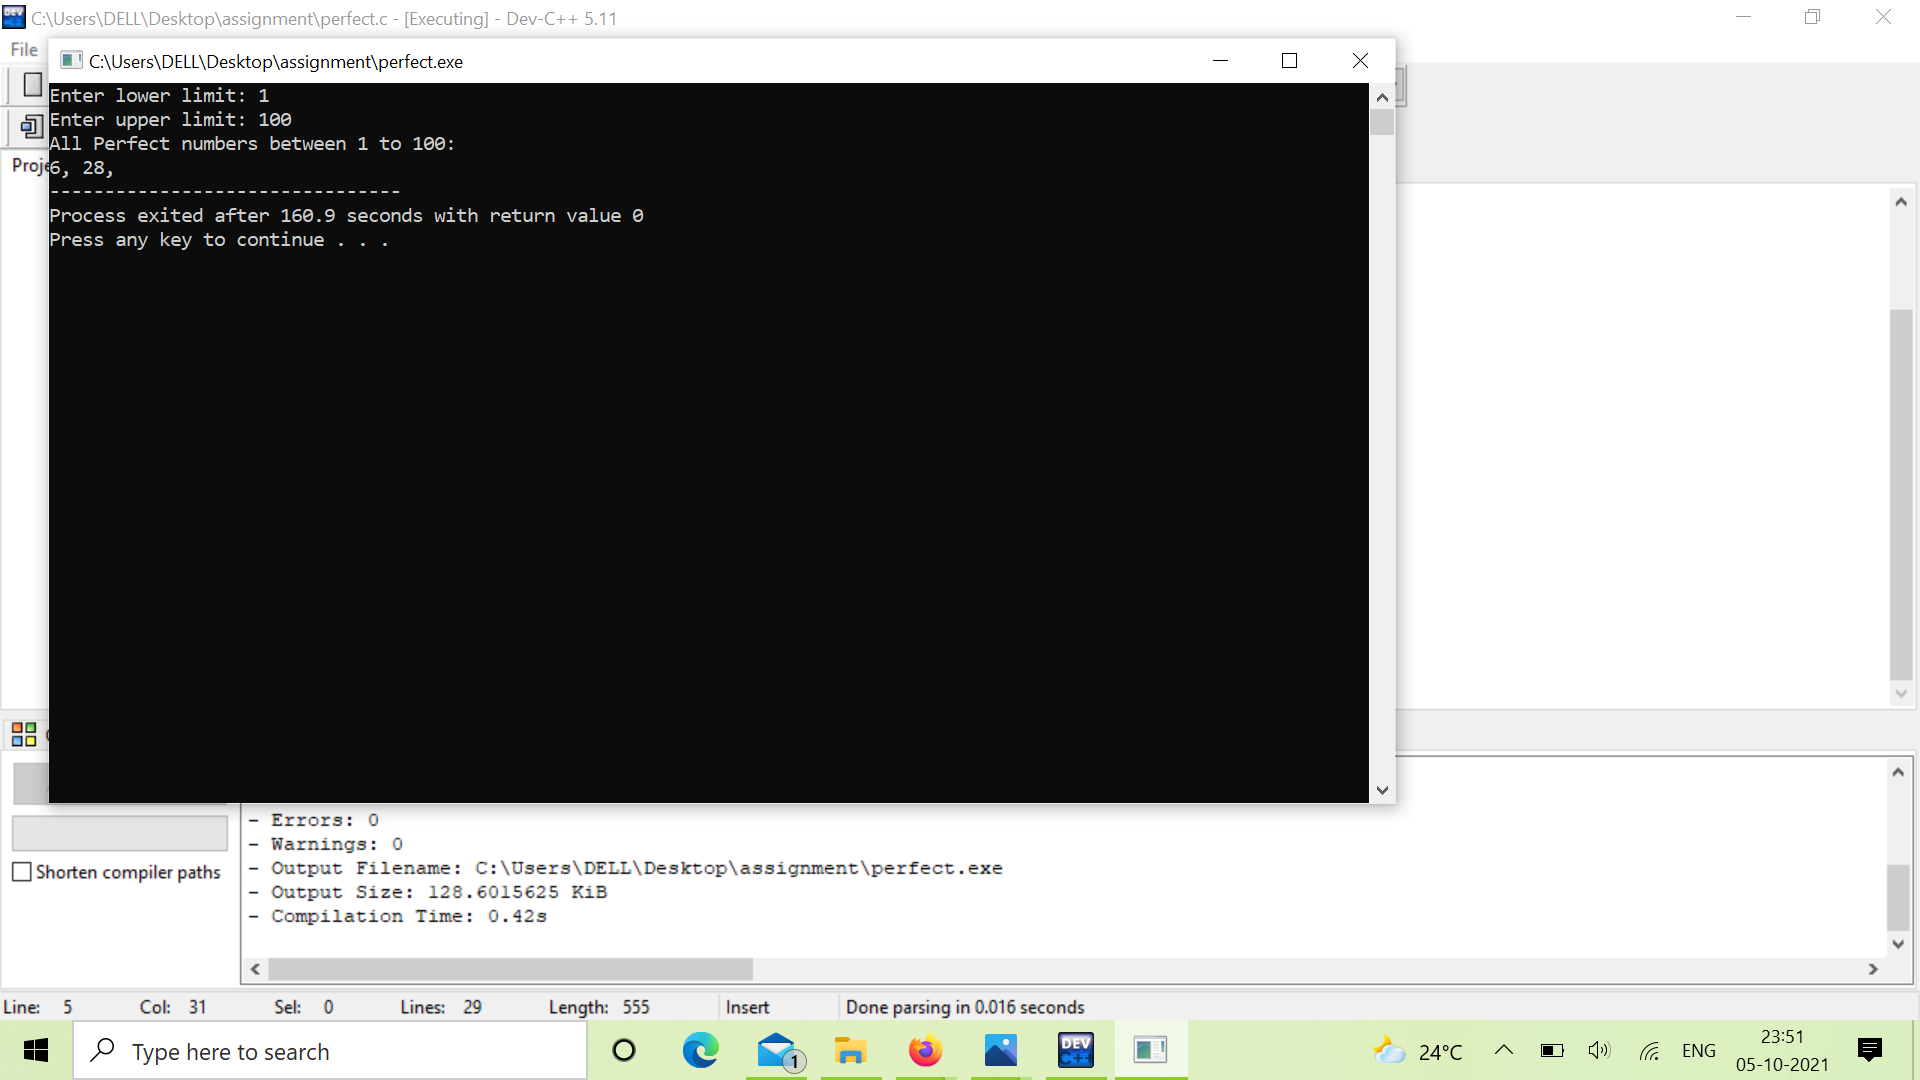 C:\Users\DELL\Desktop\assignment\perfect.c - [Executing] - Dev-C++ 5.11
File
C:\Users\DELL\Desktop\assignment\perfect.exe
Enter lower limit: 1
Enter upper limit: 100
All Perfect numbers between 1 to 100:
6, 28,
--------------------------------
Process exited after 160.9 seconds with return value 0
Press any key to continue . . .
- Errors: 0
- Warnings: 0
- Output Filename: C:\Users\DELL\Desktop\assignment\perfect.exe
- Output Size: 128.6015625 KiB
- Compilation Time: 0.42s
Shorten compiler paths
Line: 5 Col: 31 Sel: 0 Lines: 29 Length: 555 Insert Done parsing in 0.016 seconds
Type here to search
1
DEV C++
24°C
ENG
23:51
05-10-2021